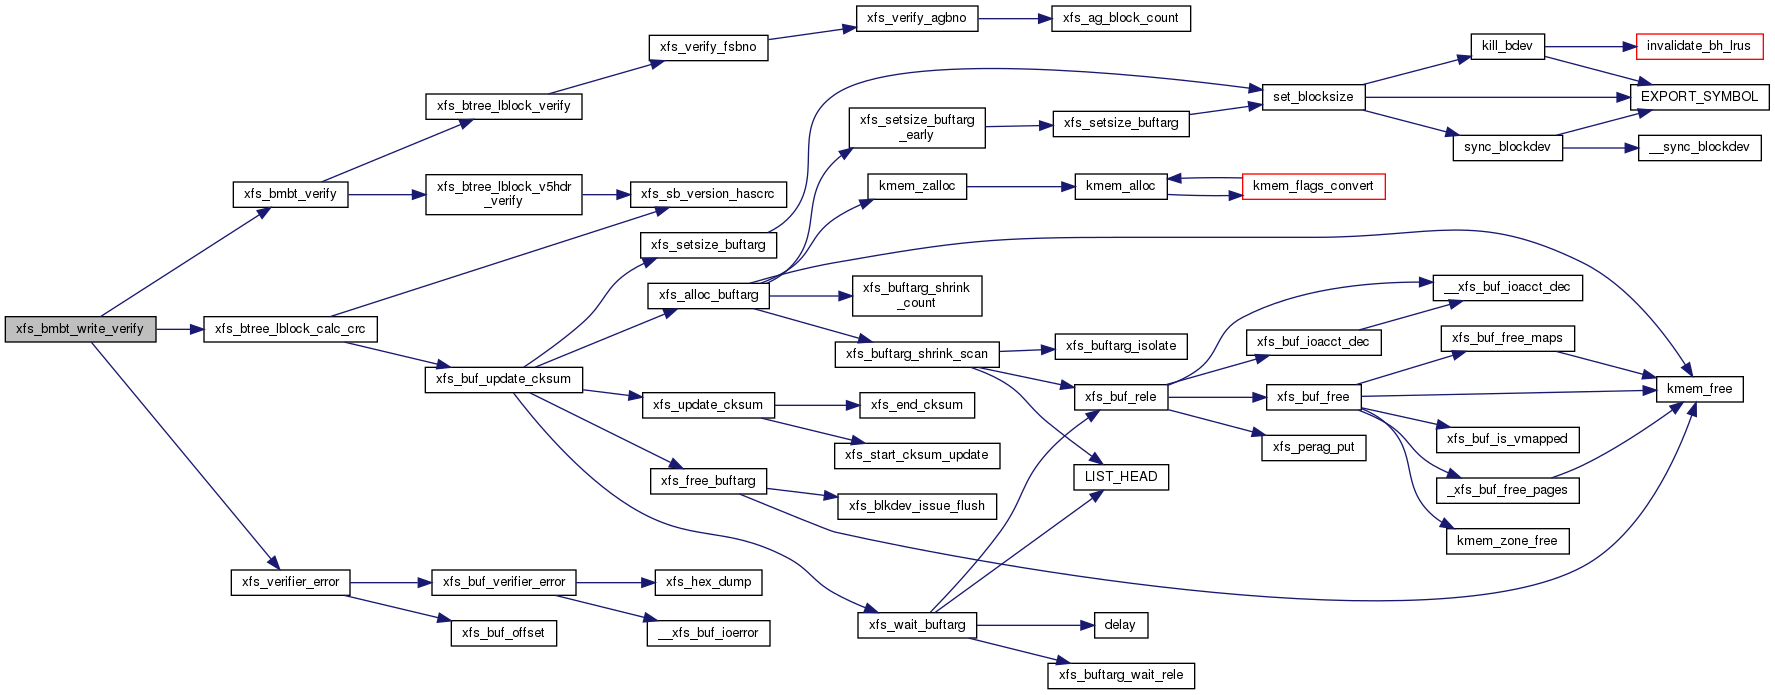 xfs_verify_agbno
xfs_ag_block_count
xfs_verify_fsbno
kill_bdev
invalidate_bh_lrus
xfs_btree_lblock_verify
set_blocksize
EXPORT_SYMBOL
xfs_setsize_buftarg
_early
xfs_setsize_buftarg
sync_blockdev
__sync_blockdev
xfs_bmbt_verify
xfs_btree_lblock_v5hdr
_verify
xfs_sb_version_hascrc
kmem_zalloc
kmem_alloc
kmem_flags_convert
xfs_setsize_buftarg
xfs_alloc_buftarg
xfs_buftarg_shrink
_count
__xfs_buf_ioacct_dec
xfs_bmbt_write_verify
xfs_btree_lblock_calc_crc
xfs_buftarg_shrink_scan
xfs_buftarg_isolate
xfs_buf_ioacct_dec
xfs_buf_free_maps
xfs_buf_update_cksum
xfs_update_cksum
xfs_end_cksum
xfs_buf_rele
xfs_buf_free
kmem_free
xfs_start_cksum_update
xfs_perag_put
xfs_buf_is_vmapped
xfs_free_buftarg
LIST_HEAD
_xfs_buf_free_pages
xfs_blkdev_issue_flush
kmem_zone_free
xfs_verifier_error
xfs_buf_verifier_error
xfs_hex_dump
xfs_buf_offset
__xfs_buf_ioerror
xfs_wait_buftarg
delay
xfs_buftarg_wait_rele